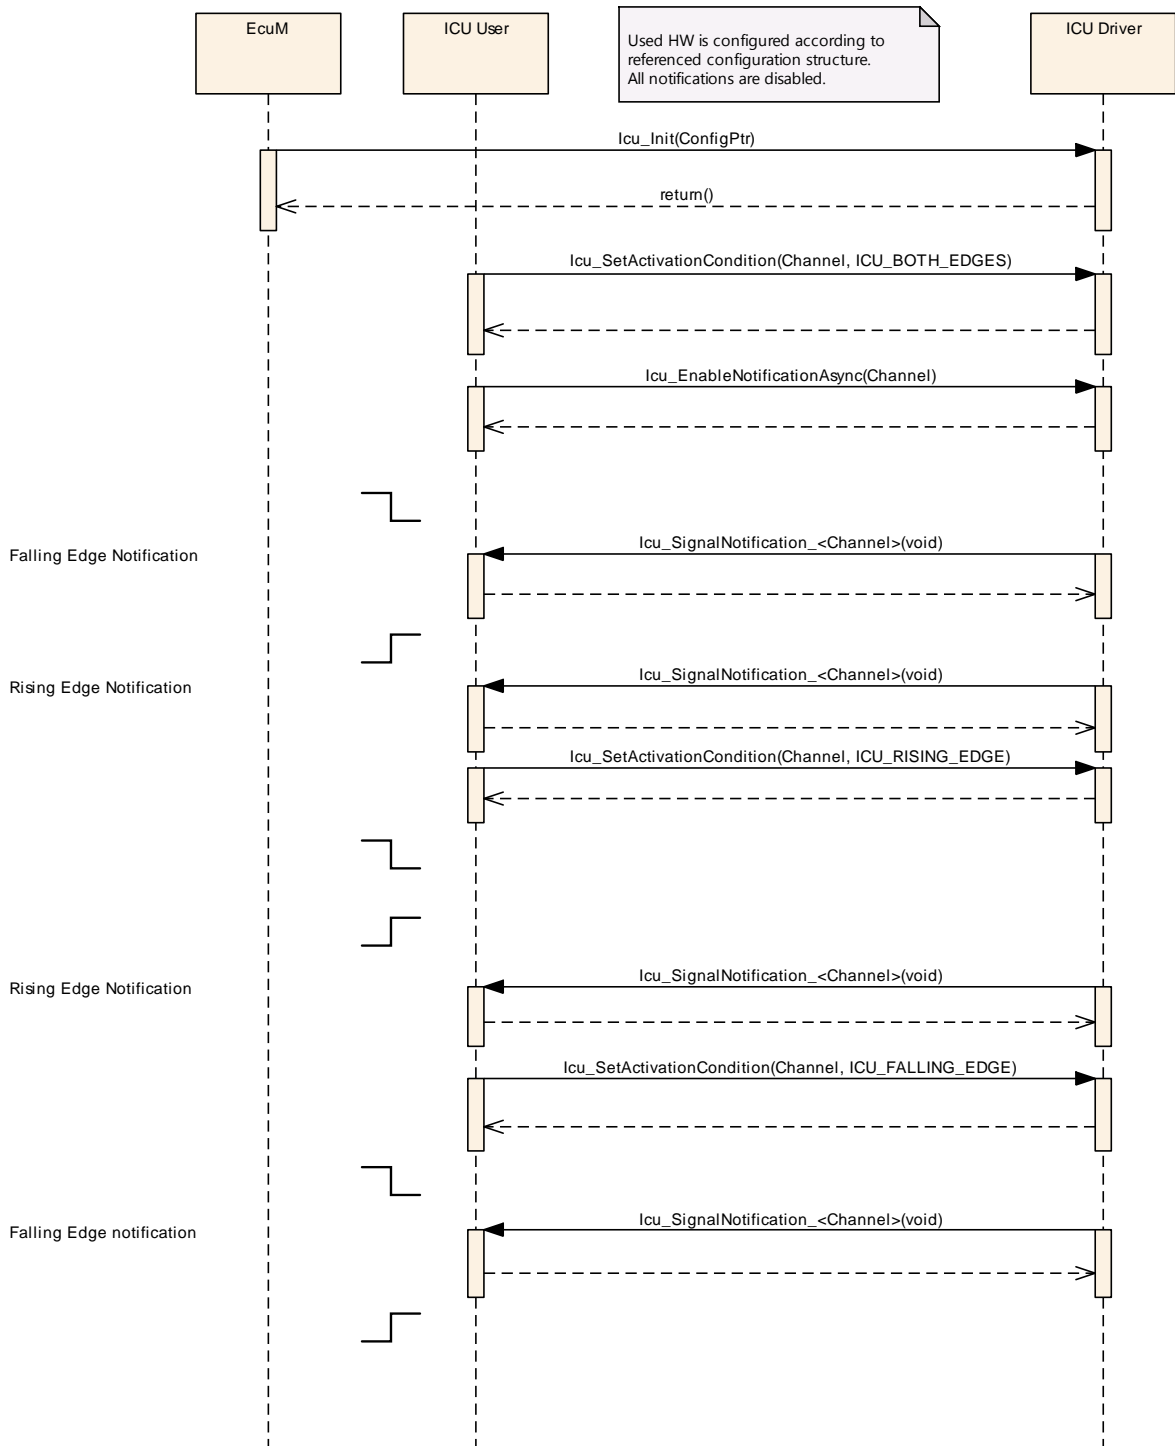 EcuM
ICU User
Used HW is configured according to
referenced configuration structure.
All notifications are disabled.
ICU Driver
Icu_Init(ConfigPtr)
return()
Icu_SetActivationCondition(Channel, ICU_BOTH_EDGES)
Icu_EnableNotificationAsync(Channel)
Icu_SignalNotification_<Channel>(void)
Falling Edge Notification
Icu_SignalNotification_<Channel>(void)
Rising Edge Notification
Icu_SetActivationCondition(Channel, ICU_RISING_EDGE)
Icu_SignalNotification_<Channel>(void)
Rising Edge Notification
Icu_SetActivationCondition(Channel, ICU_FALLING_EDGE)
Icu_SignalNotification_<Channel>(void)
Falling Edge notification